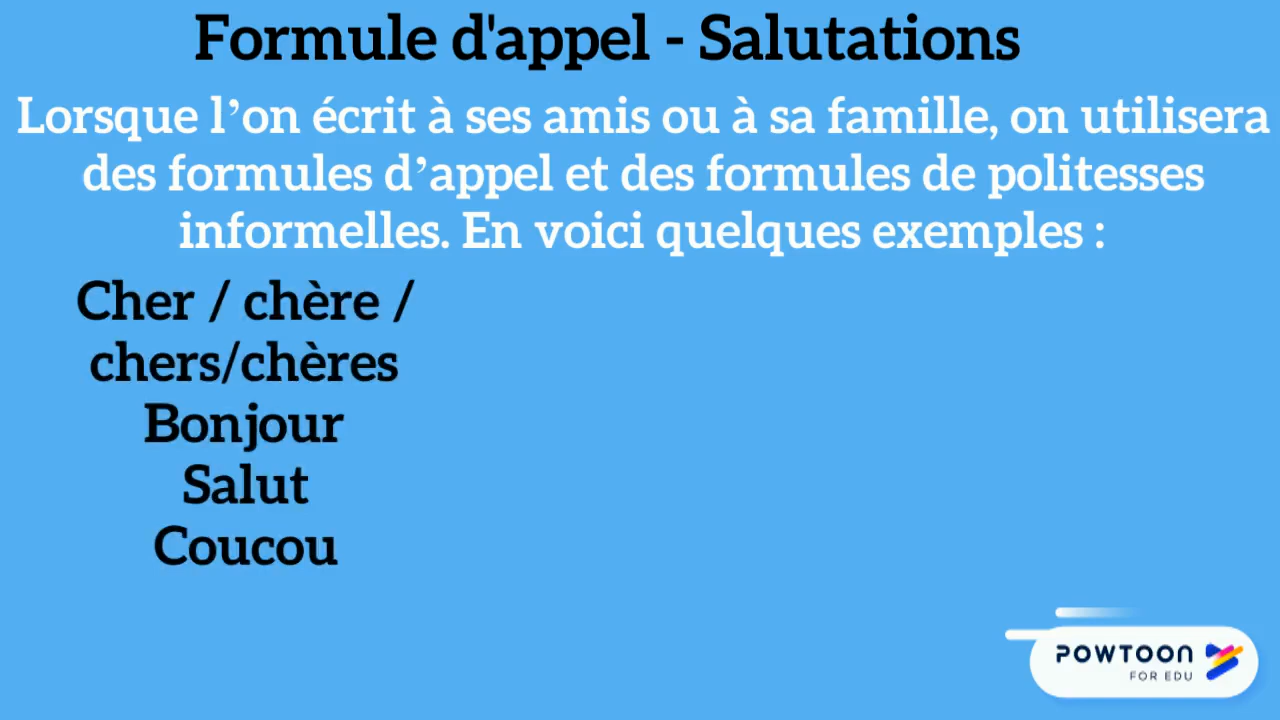 Formule d'appel - Salutations
Lorsque l’on écrit à ses amis ou à sa famille, on utilisera
des formules d’appel et des formules de politesses
informelles. En voici quelques exemples :
Cher / chère /
chers/chères
Bonjour
Salut
Coucou
POWTOON
FOR EDU